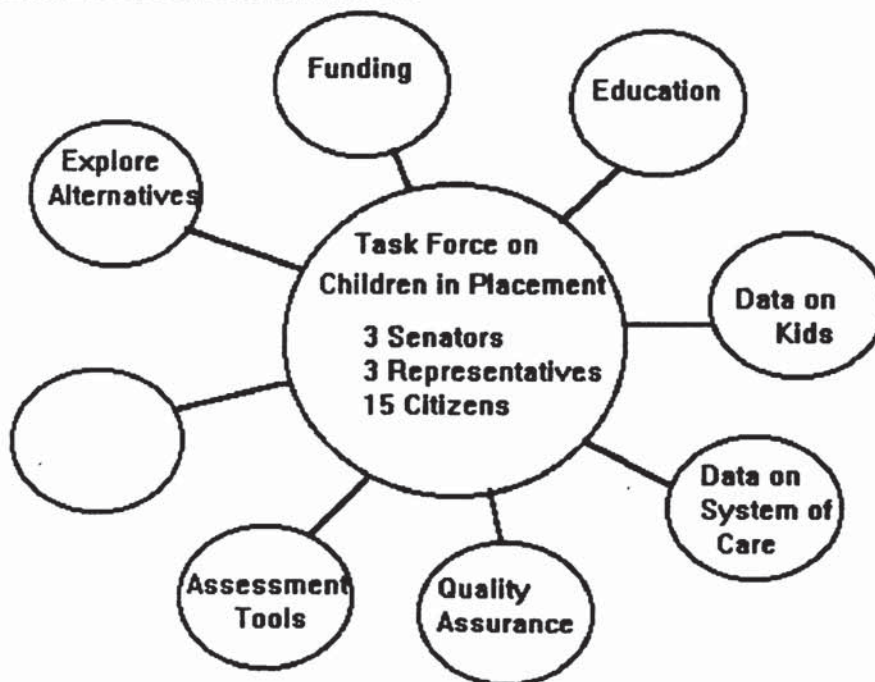 Funding
Education
Explore
Alternatives
Task Force on
Children in Placement
3 Senators
3 Representatives
15 Citizens
Data on
Kids
Data on
System of
Care
Assessment
Tools
Quality
Assurance